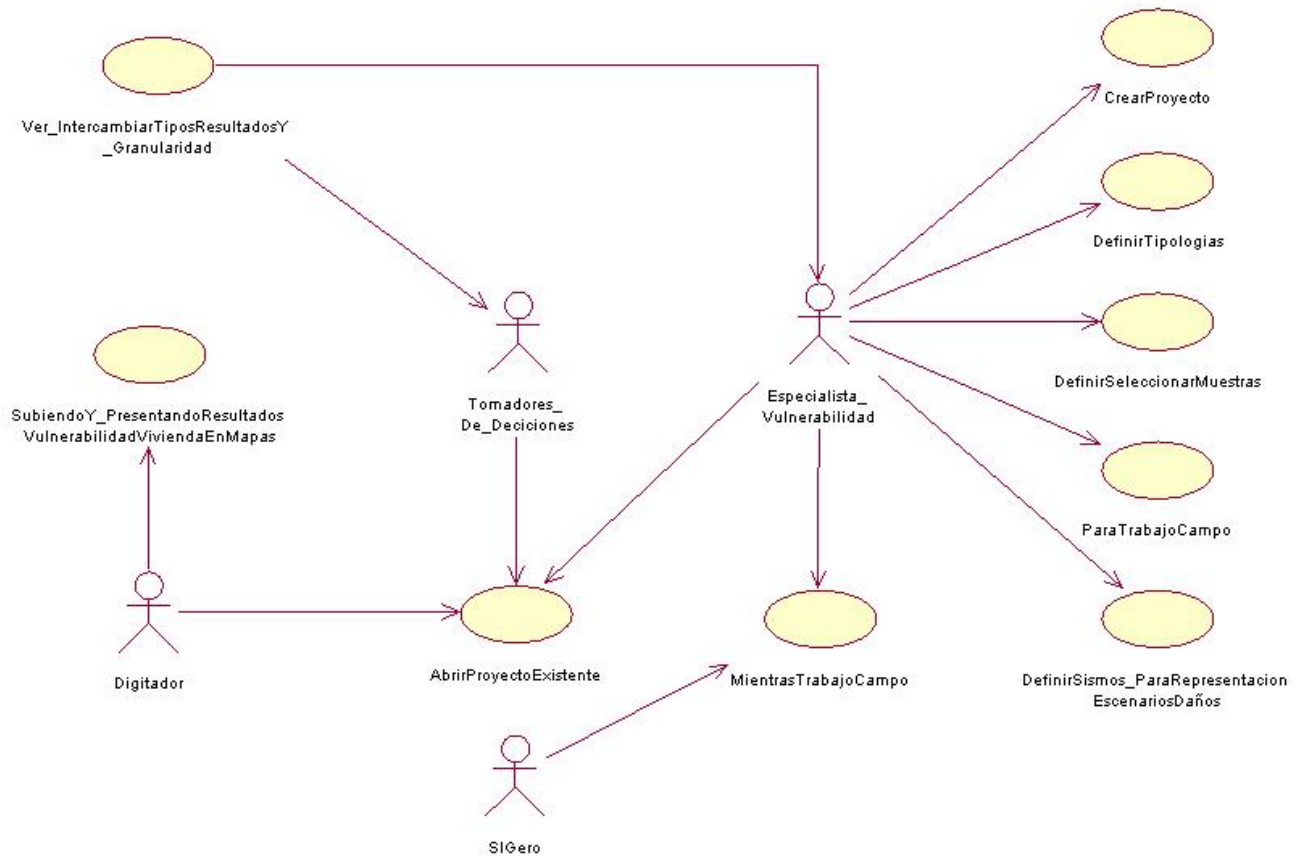 CrearProyecto
Ver_IntercambiarTiposResultadosY
_Granularidad
DefinirTipologias
DefinirSeleccionarMuestras
Tomadores_
De_Deciciones
Especialista_
Vulnerabilidad
SubiendoY_PresentandoResultados
VulnerabilidadViviendaEnMapas
ParaTrabajoCampo
Digitador
AbrirProyectoExistente
MientrasTrabajoCampo
DefinirSismos_ParaRepresentacion
EscenariosDaños
SIGero